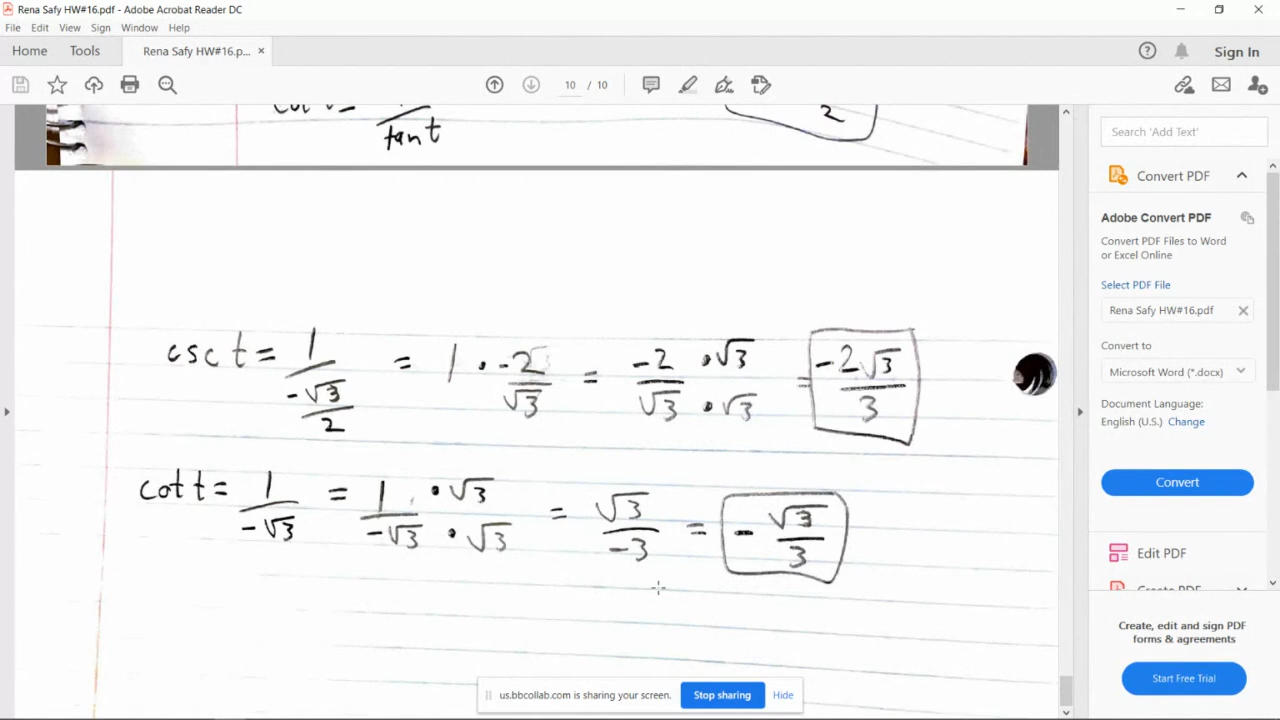 Rena Safy HW#16.pdf - Adobe Acrobat Reader DC
File Edit View Sign Window Help
Home Tools Rena Safy HW#16.p... × Sign In
10 / 10
tan t
2
csc t = 1/(-√3/2) = 1 · -2/√3 = -2/√3 · √3/√3 = -2√3/3
cot t = 1/-√3 = 1/-√3 · √3/√3 = √3/-3 = - √3/3
Search 'Add Text'
Convert PDF
Adobe Convert PDF
Convert PDF Files to Word
or Excel Online
Select PDF File
Rena Safy HW#16.pdf
Convert to
Microsoft Word (*.docx)
Document Language:
English (U.S.) Change
Convert
Edit PDF
Create, edit and sign PDF
forms & agreements
Start Free Trial
us.bbcollab.com is sharing your screen. Stop sharing Hide